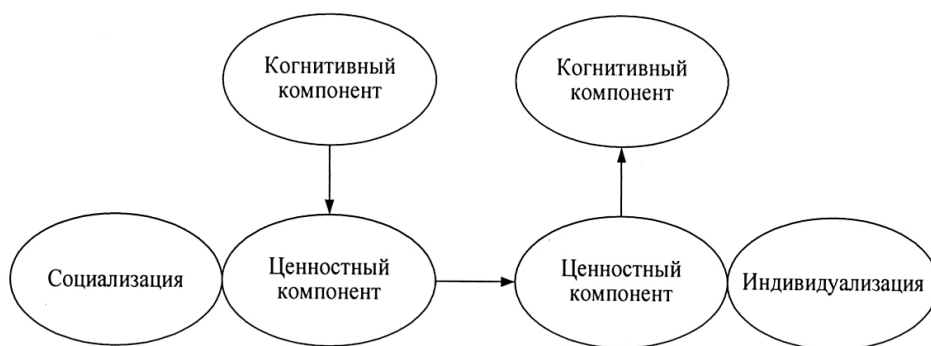 Когнитивный
компонент
Когнитивный
компонент
Социализация
Ценностный
компонент
Ценностный
компонент
Индивидуализация